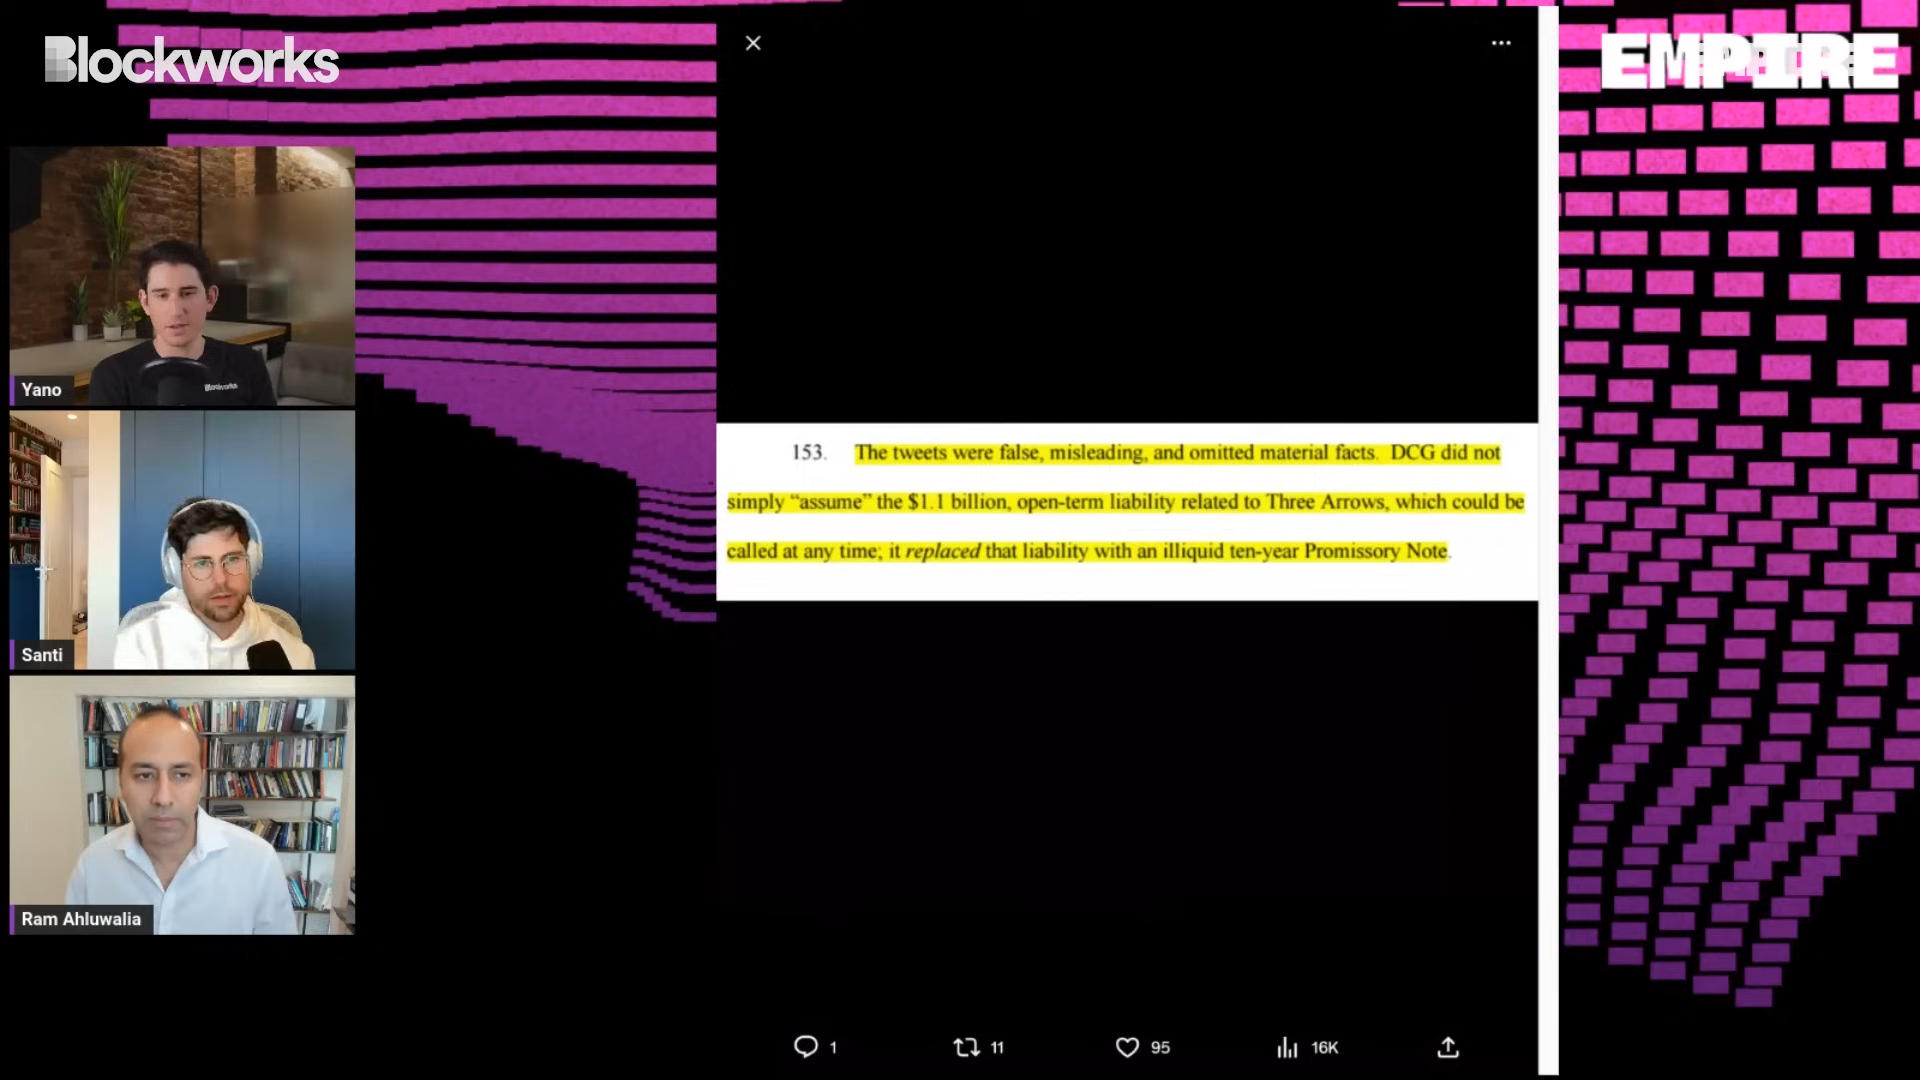 Blockworks
EMPIRE
Yano
Blockworks
Santi
Ram Ahluwalia
153. The tweets were false, misleading, and omitted material facts. DCG did not
simply “assume” the $1.1 billion, open-term liability related to Three Arrows, which could be
called at any time; it replaced that liability with an illiquid ten-year Promissory Note.
1
11
95
16K